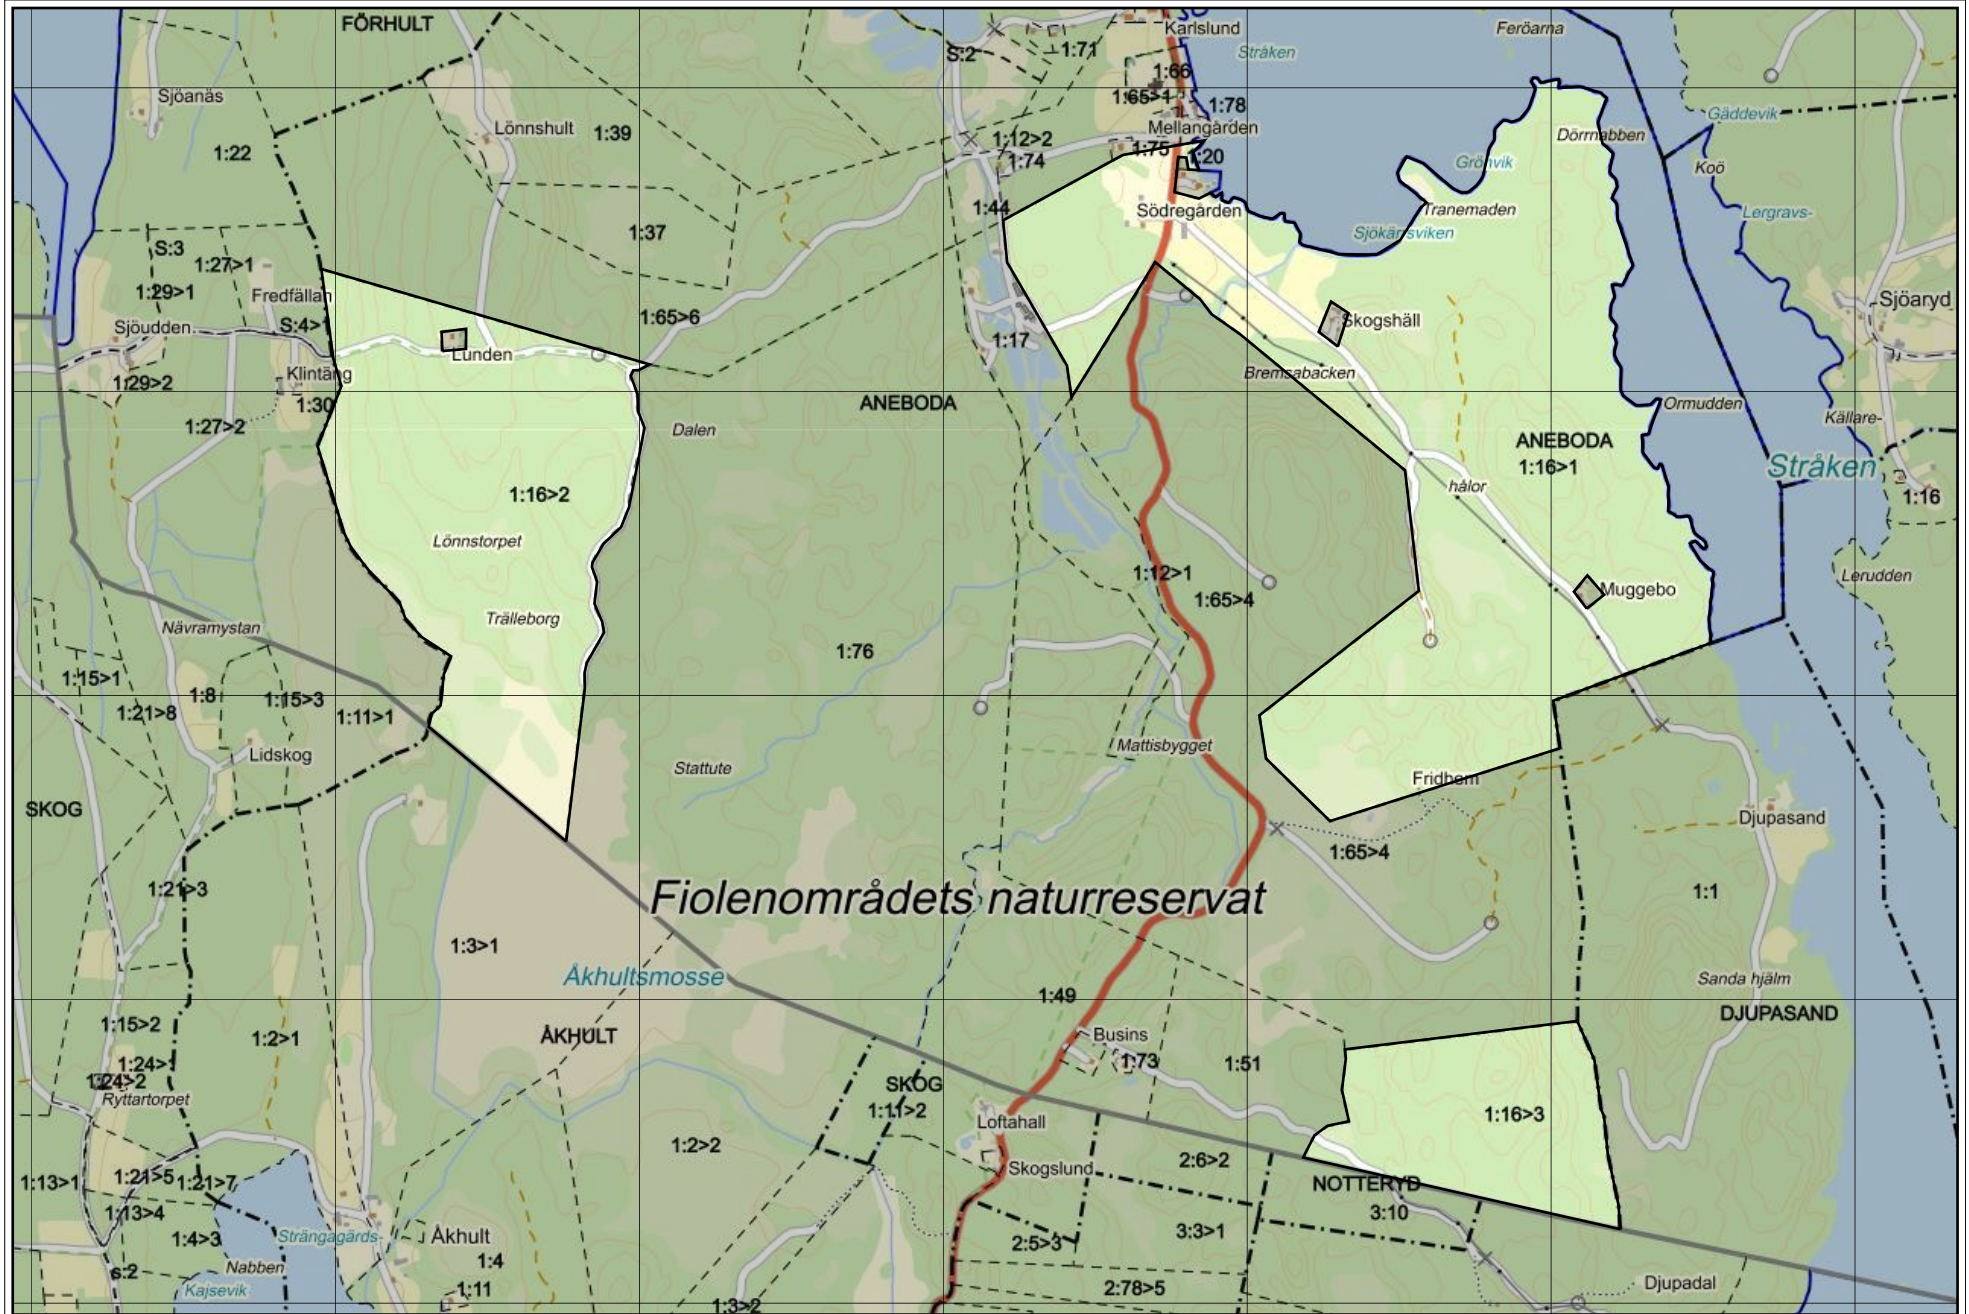 FÖRHULT
Karlslund
Feröarna
S:2
1:71
Stråken
1:66
Sjöanäs
1:65>1
1:78
Gäddevik
Lönnshult
1:39
Mellangården
Dörrnabben
1:12>2
1:22
1:74
1:75
1:20
Grönvik
Koö
1:44
Södregården
Tranemaden
Lergravs-
1:37
Sjökärrsviken
S:3
1:27>1
1:29>1
Fredfällan
Sjöaryd
Sjöudden
S:4>1
1:65>6
Skogshäll
1:17
Lunden
1:29>2
Klintäng
Bremsabacken
1:30
ANEBODA
Ormudden
Källare-
1:27>2
Dalen
ANEBODA
1:16>1
Stråken
1:16>2
hålor
1:16
Lönnstorpet
1:12>1
Lerudden
1:65>4
Muggebo
Trälleborg
Nävramystan
1:76
1:15>1
1:8
1:15>3
1:21>8
1:11>1
Mattisbygget
Lidskog
Stattute
Fridhem
SKOG
Djupasand
1:65>4
1:21>3
Fiolenområdets naturreservat
1:1
1:3>1
Åkhultsmosse
Sanda hjälm
1:49
DJUPASAND
1:15>2
1:2>1
ÅKHULT
Busins
1:24>1
1:73
1:51
1:24>2
SKOG
Ryttartorpet
1:11>2
1:16>3
Loftahall
1:2>2
2:6>2
Skogslund
1:13>1
1:21>5
1:21>7
NOTTERYD
1:13>4
3:10
Strängagårds-
Åkhult
3:3>1
1:4>3
2:5>3
1:4
s:2
Nabben
Kajsevik
1:11
2:78>5
Djupadal
1:3>2